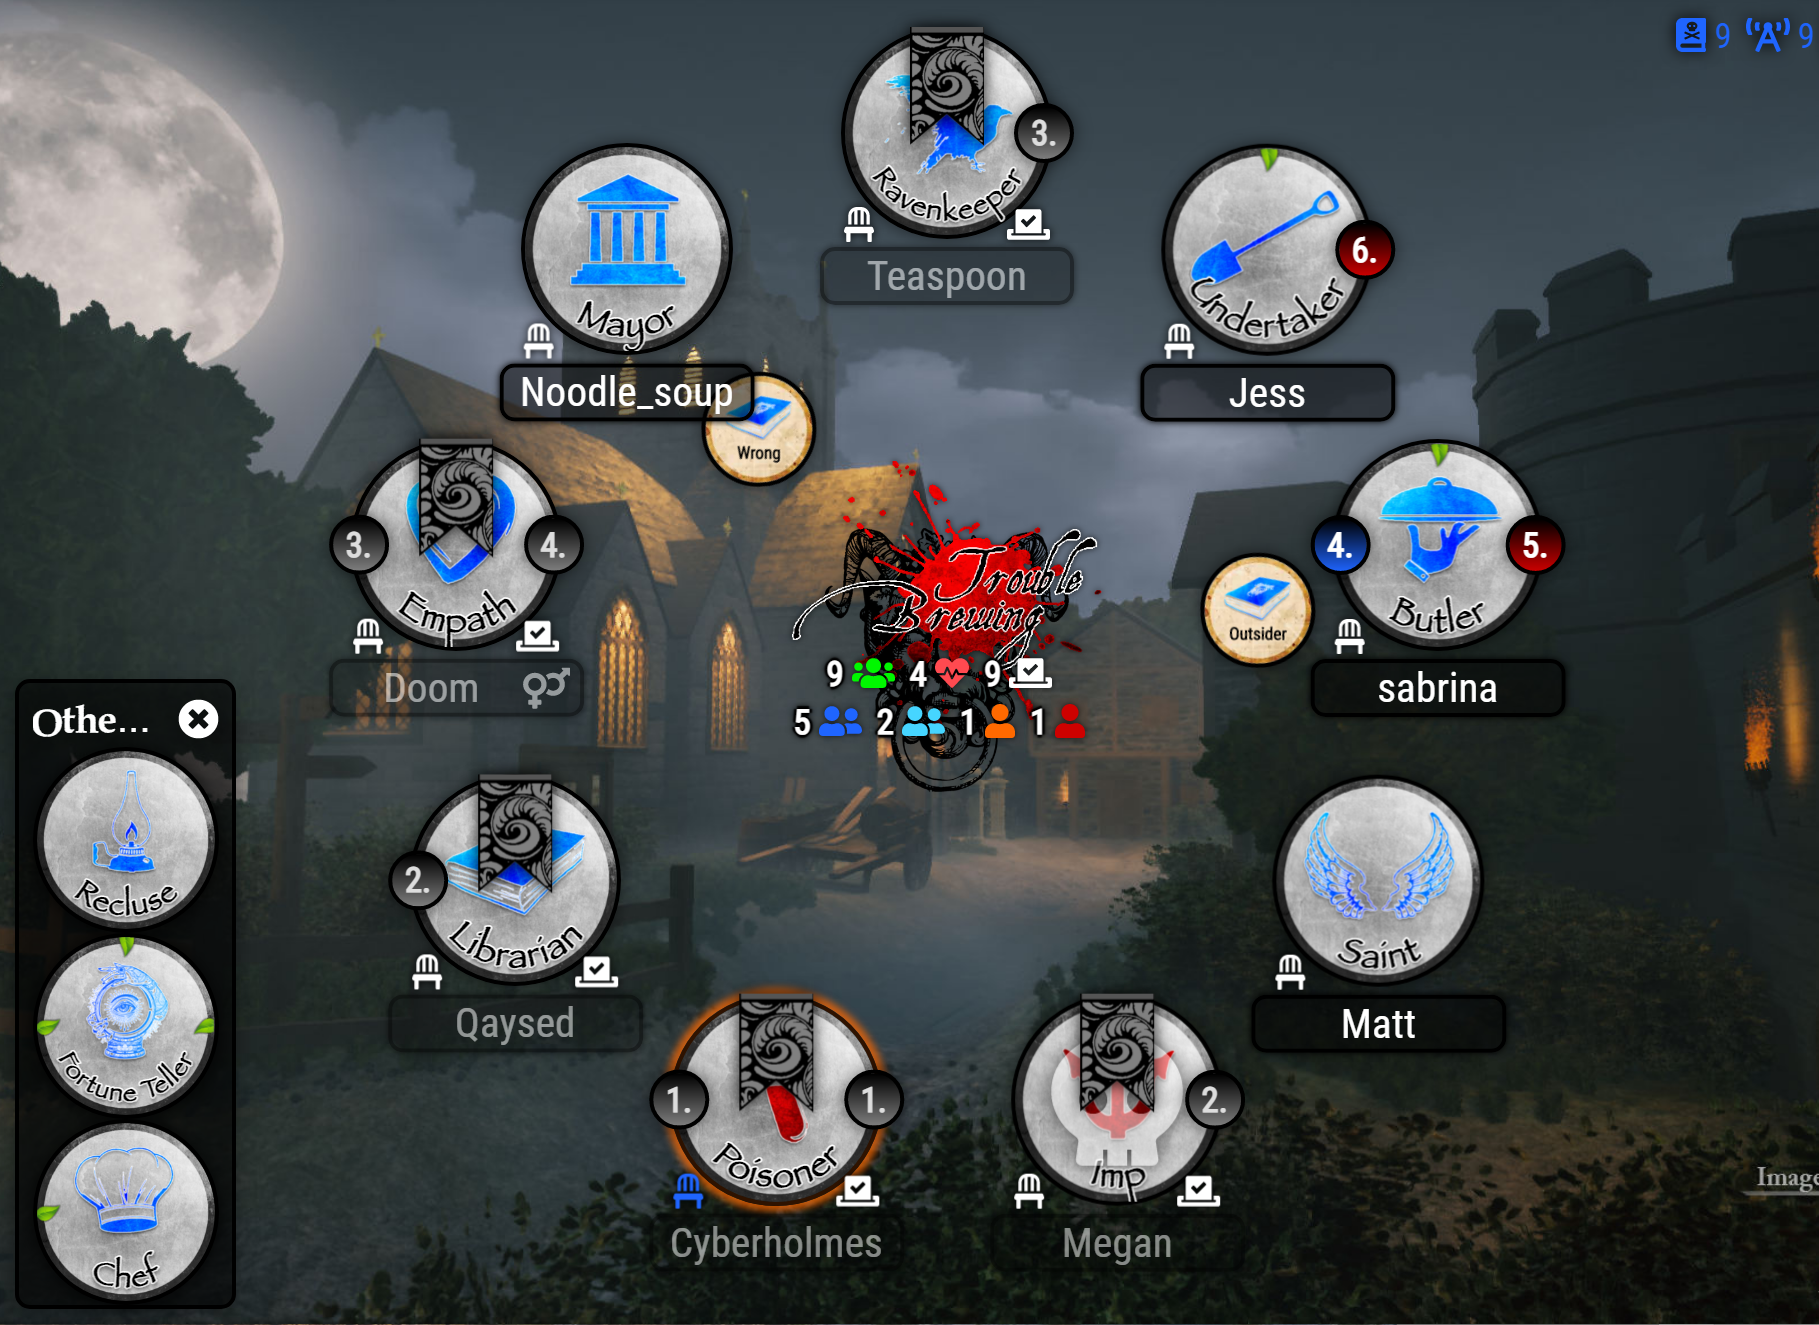 9 9
Ravenkeeper
3.
Teaspoon
Mayor
Noodle_soup
Wrong
Undertaker
6.
Jess
3.
Empath
4.
Doom
Trouble
Brewing
9 4 9
5 2 1 1
4.
Butler
5.
Outsider
sabrina
Othe...
Recluse
Fortune Teller
Chef
2.
Librarian
Qaysed
Saint
Matt
1.
Poisoner
1.
Cyberholmes
Imp
2.
Megan
Image